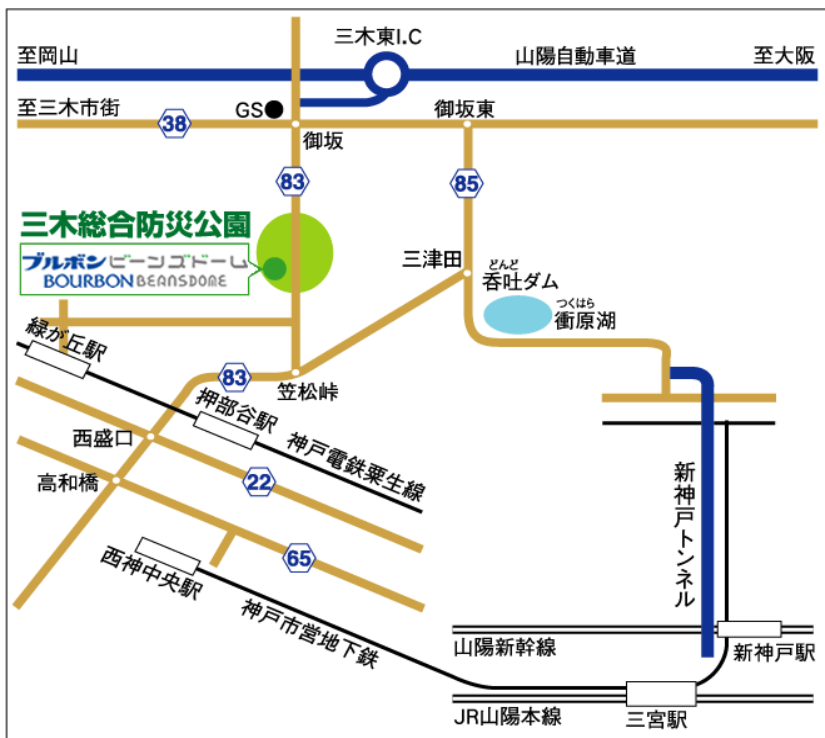 三木東I.C
至岡山
山陽自動車道
至大阪
至三木市街
GS
御坂東
38
御坂
83
85
三木総合防災公園
ブルボンビーンズドーム
BOURBON BEANSDOME
三津田
どんど
呑吐ダム
つくはら
衝原湖
緑が丘駅
83
笠松峠
押部谷駅
西盛口
神戸電鉄粟生線
22
高和橋
新神戸トンネル
65
西神中央駅
神戸市営地下鉄
山陽新幹線
新神戸駅
JR山陽本線
三宮駅